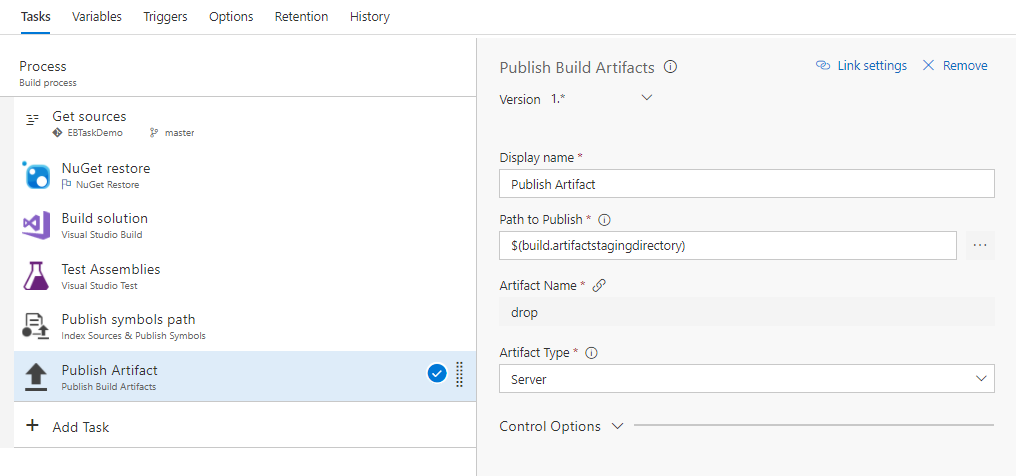 Tasks Variables Triggers Options Retention History
Process
Build process
Get sources
EBTaskDemo master
NuGet restore
NuGet Restore
Build solution
Visual Studio Build
Test Assemblies
Visual Studio Test
Publish symbols path
Index Sources & Publish Symbols
Publish Artifact
Publish Build Artifacts
+ Add Task
Publish Build Artifacts Link settings Remove
Version 1.*
Display name *
Publish Artifact
Path to Publish *
$(build.artifactstagingdirectory) ...
Artifact Name *
drop
Artifact Type *
Server
Control Options